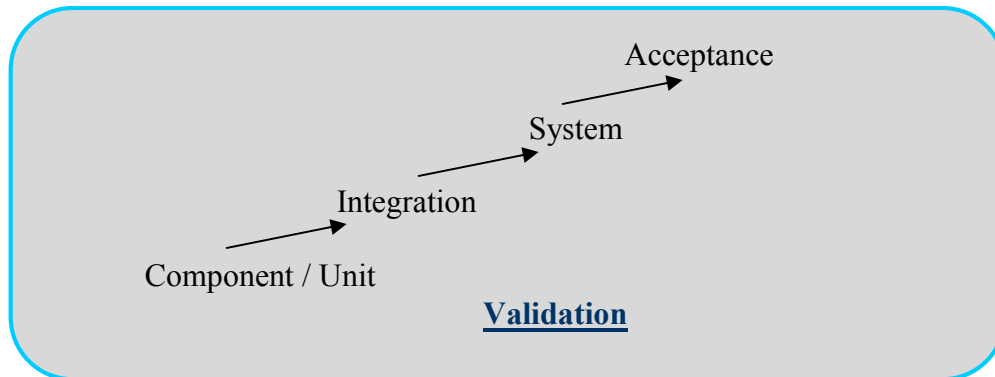 Acceptance
System
Integration
Component / Unit
Validation